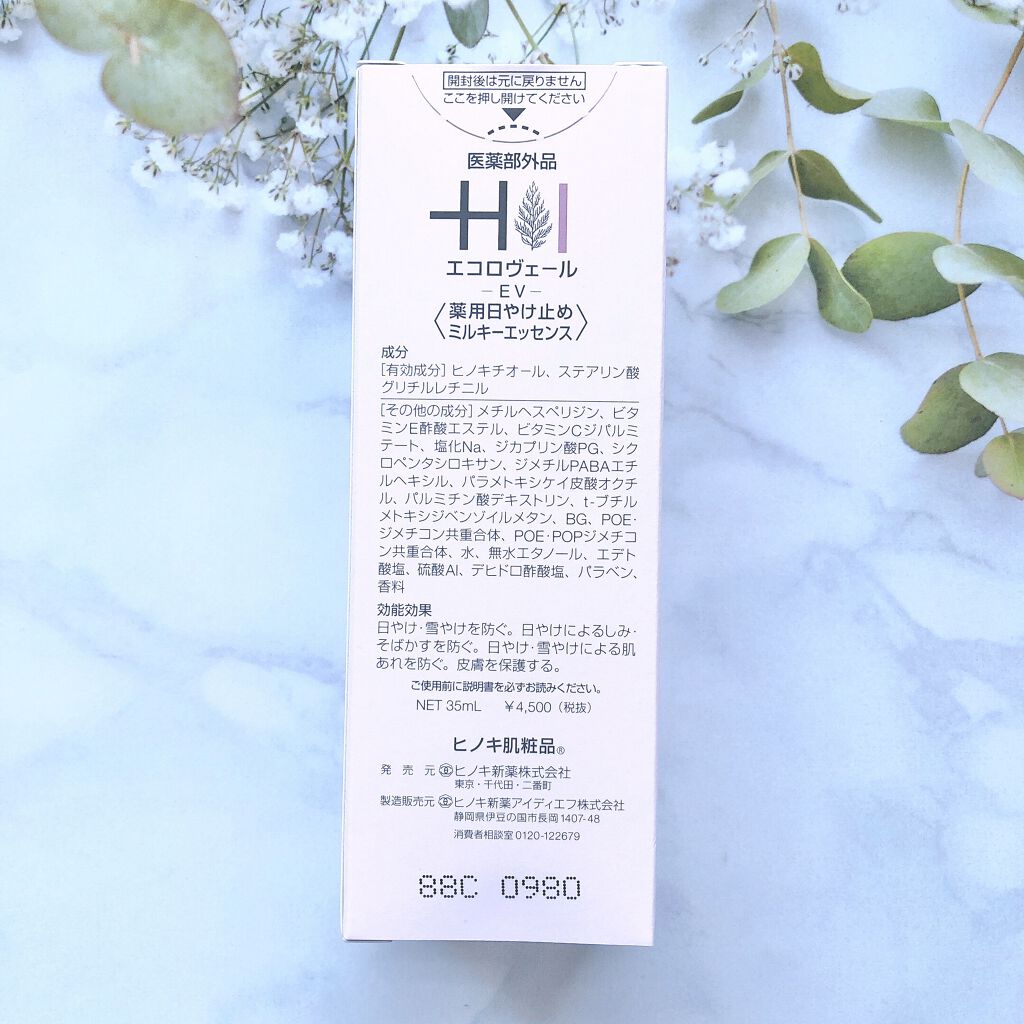 開封後は元に戻りません
ここを押し開けてください
医薬部外品
HI
エコロヴェール
－EV－
〈薬用日やけ止め
ミルキーエッセンス〉
成分
[有効成分]ヒノキチオール、ステアリン酸
グリチルレチニル
[その他の成分]メチルヘスペリジン、ビタ
ミンE酢酸エステル、ビタミンCジパルミ
テート、塩化Na、ジカプリン酸PG、シク
ロペンタシロキサン、ジメチルPABAエチ
ルヘキシル、パラメトキシケイ皮酸オクチ
ル、パルミチン酸デキストリン、t-ブチル
メトキシジベンゾイルメタン、BG、POE・
ジメチコン共重合体、POE・POPジメチコ
ン共重合体、水、無水エタノール、エデト
酸塩、硫酸Al、デヒドロ酢酸塩、パラベン、
香料
効能効果
日やけ・雪やけを防ぐ。日やけによるしみ・
そばかすを防ぐ。日やけ・雪やけによる肌
あれを防ぐ。皮膚を保護する。
ご使用前に説明書を必ずお読みください。
NET 35mL ￥4,500（税抜）
ヒノキ肌粧品®
発売元 ヒノキ新薬株式会社
東京・千代田・二番町
製造販売元 ヒノキ新薬アイディエフ株式会社
静岡県伊豆の国市長岡1407-48
消費者相談室0120-122679
88C 0980